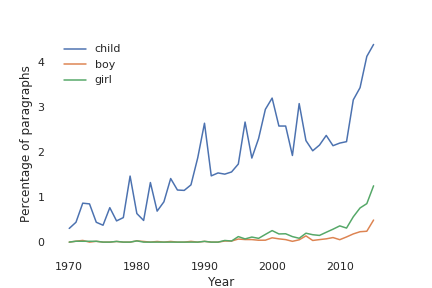 child
boy
girl
Percentage of paragraphs
4
3
2
1
0
1970 1980 1990 2000 2010
Year